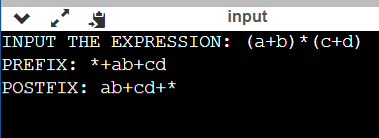 input
INPUT THE EXPRESSION: (a+b)*(c+d)
PREFIX: *+ab+cd
POSTFIX: ab+cd+*